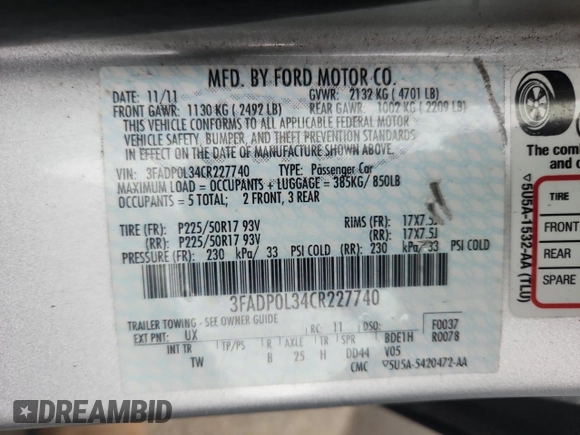 MFD. BY FORD MOTOR CO.
DATE: 11/11 GVWR: 2132 KG ( 4701 LB)
FRONT GAWR: 1130 KG ( 2492 LB) REAR GAWR: 1002 KG ( 2209 LB)
THIS VEHICLE CONFORMS TO ALL APPLICABLE FEDERAL MOTOR
VEHICLE SAFETY, BUMPER, AND THEFT PREVENTION STANDARDS
IN EFFECT ON THE DATE OF MANUFACTURE SHOWN ABOVE.
VIN: 3FADP0L34CR227740 TYPE: Passenger Car
MAXIMUM LOAD = OCCUPANTS + LUGGAGE = 385KG/ 850LB
OCCUPANTS = 5 TOTAL; 2 FRONT, 3 REAR
TIRE (FR): P225/50R17 93V RIMS (FR): 17X7.5J
(RR): P225/50R17 93V (RR): 17X7.5J
PRESSURE (FR): 230 kPa/ 33 PSI COLD (RR): 230 kPa/ 33 PSI COLD
3FADP0L34CR227740
TRAILER TOWING - SEE OWNER GUIDE
EXT PNT: UX RC: 11 DSO: F0037
INT TR TP/PS R AXLE TR SPR BDE1H R0078
TW B 25 H DD44 V05
CMC 5U5A-5420472-AA
The com
TIRE
FRONT
REAR
SPARE
5U5A-1532-AA (TL0)
DREAMBID